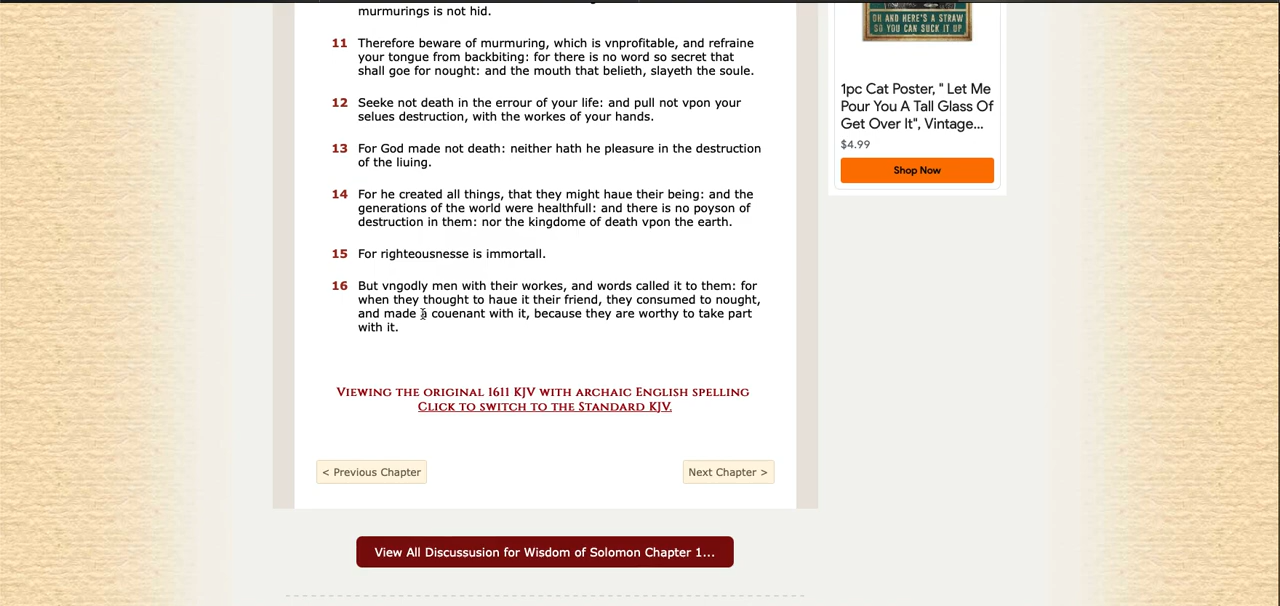 murmurings is not hid.
11 Therefore beware of murmuring, which is vnprofitable, and refraine
your tongue from backbiting: for there is no word so secret that
shall goe for nought: and the mouth that belieth, slayeth the soule.
12 Seeke not death in the errour of your life: and pull not vpon your
selues destruction, with the workes of your hands.
13 For God made not death: neither hath he pleasure in the destruction
of the liuing.
14 For he created all things, that they might haue their being: and the
generations of the world were healthfull: and there is no poyson of
destruction in them: nor the kingdome of death vpon the earth.
15 For righteousnesse is immortall.
16 But vngodly men with their workes, and words called it to them: for
when they thought to haue it their friend, they consumed to nought,
and made a couenant with it, because they are worthy to take part
with it.
Viewing the original 1611 KJV with archaic English spelling
Click to switch to the Standard KJV.
< Previous Chapter
Next Chapter >
View All Discussusion for Wisdom of Solomon Chapter 1...
OH AND HERE'S A STRAW
SO YOU CAN SUCK IT UP
1pc Cat Poster, " Let Me
Pour You A Tall Glass Of
Get Over It", Vintage...
$4.99
Shop Now